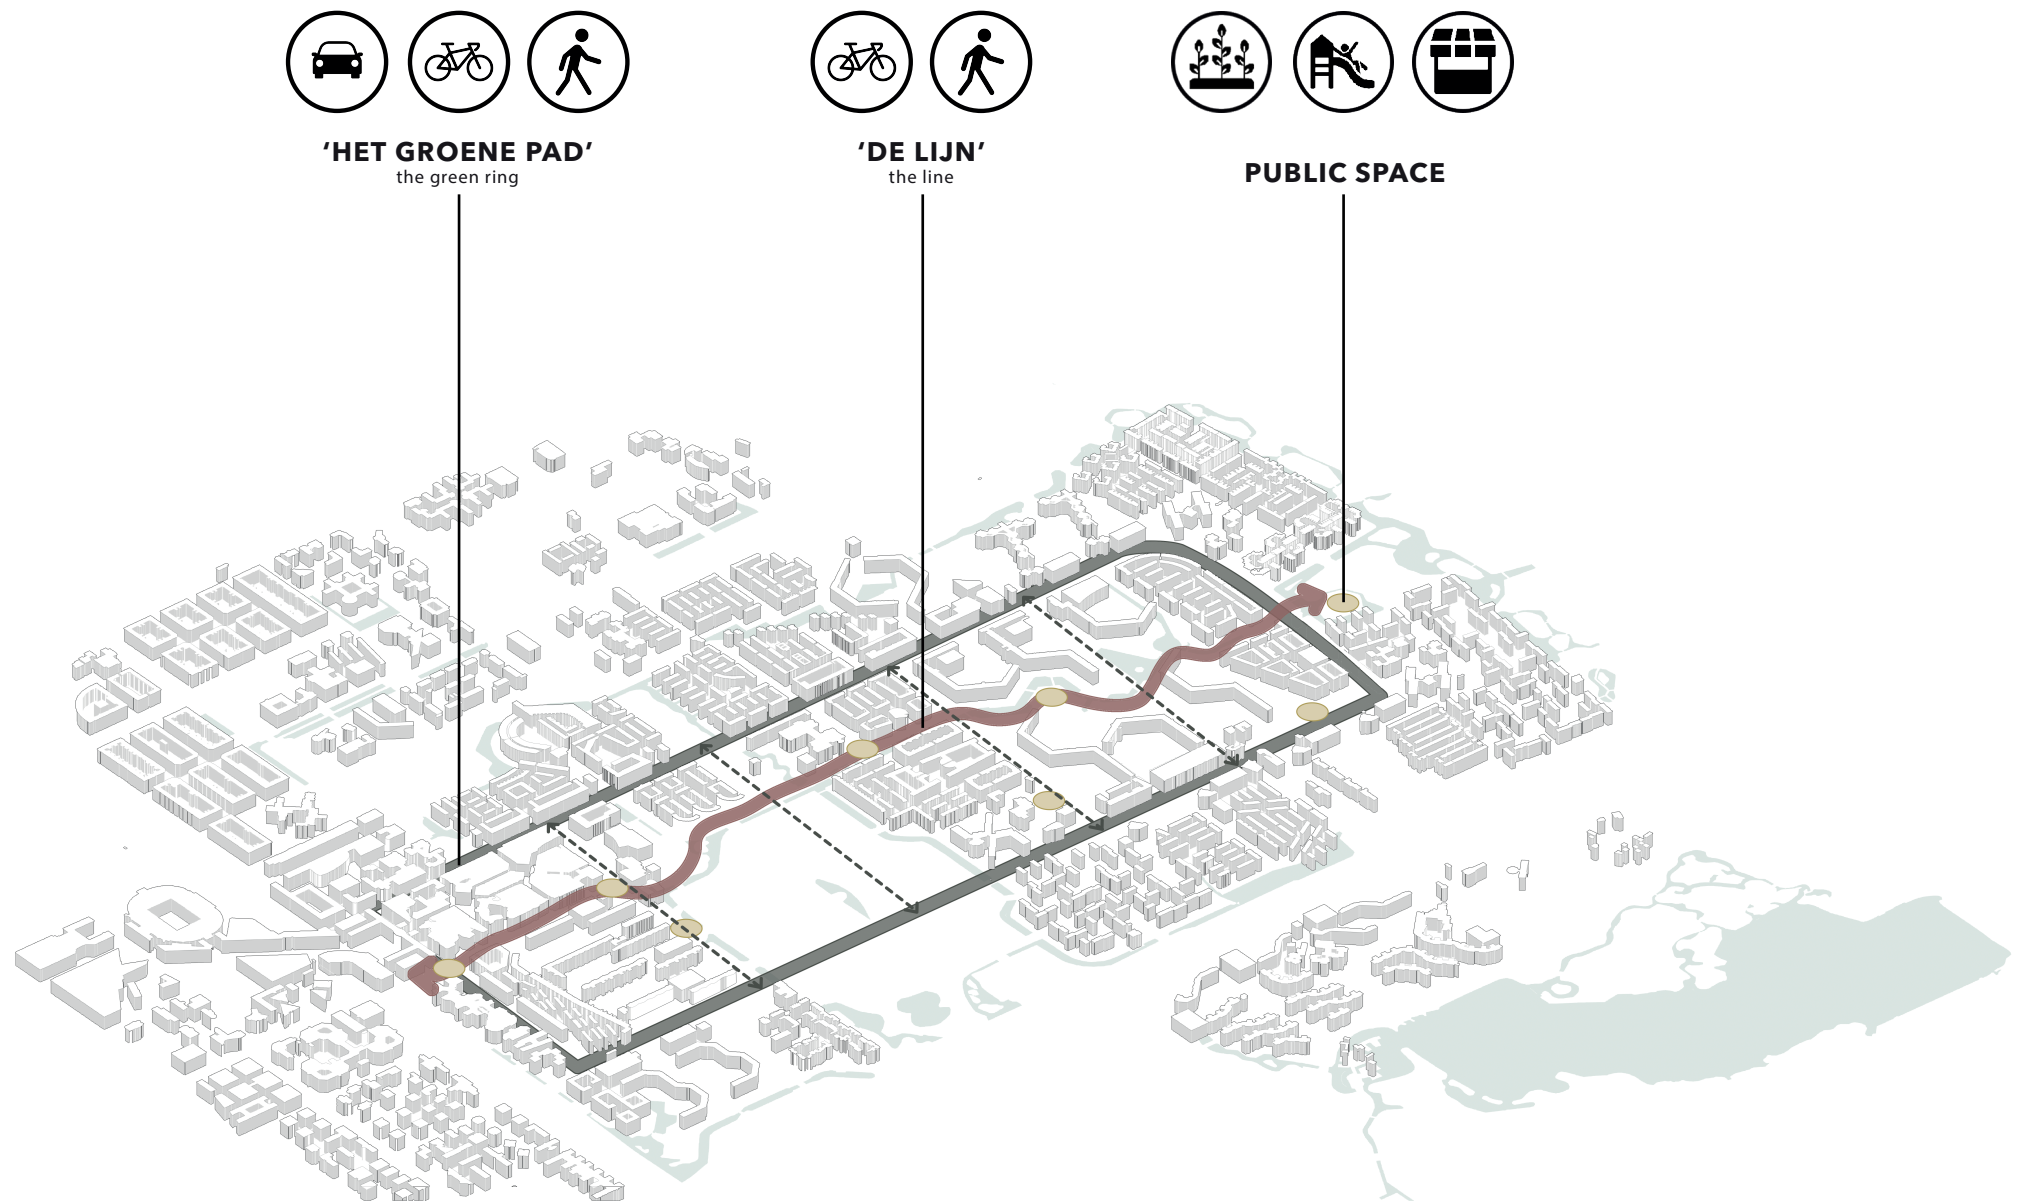 ‘HET GROENE PAD’
the green ring
‘DE LIJN’
the line
PUBLIC SPACE